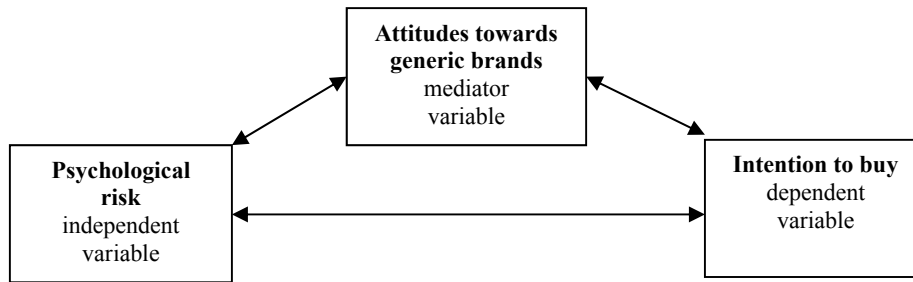 Attitudes towards
generic brands
mediator
variable
Psychological
risk
independent
variable
Intention to buy
dependent
variable